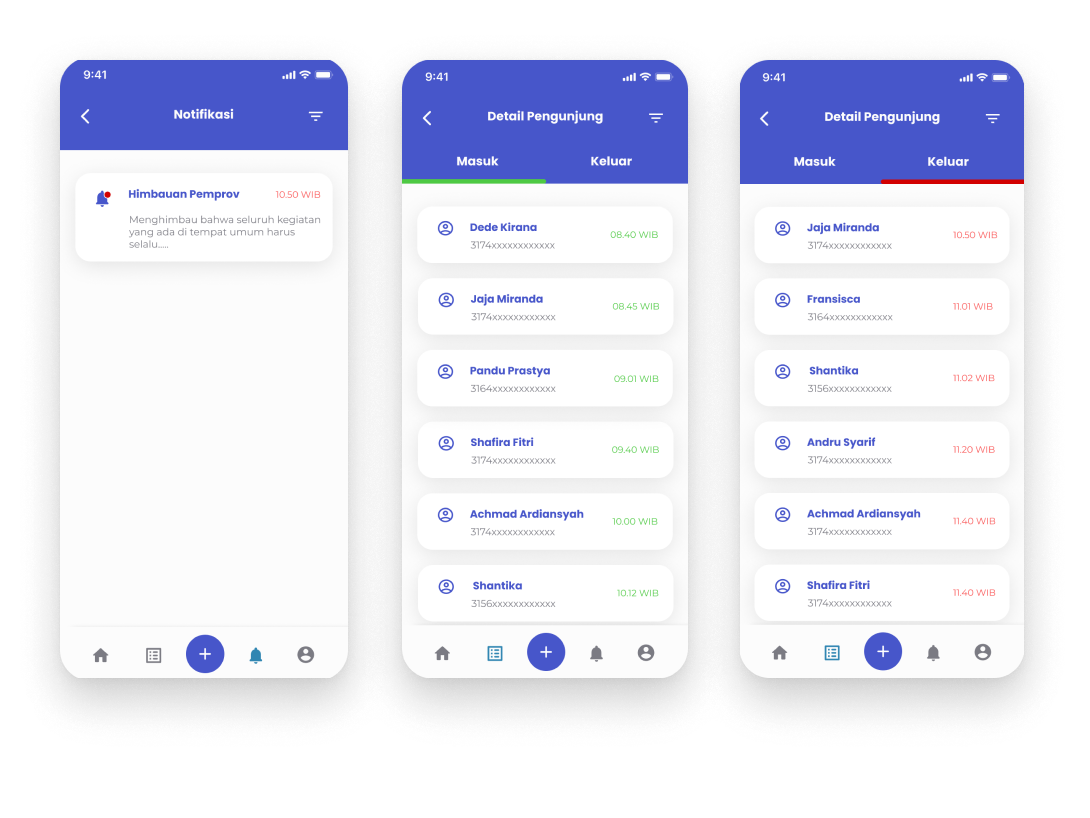 9:41
Notifikasi
Himbauan Pemprov 10.50 WIB
Menghimbau bahwa seluruh kegiatan
yang ada di tempat umum harus
selalu.....
9:41
Detail Pengunjung
Masuk Keluar
Dede Kirana
3174xxxxxxxxxxxx
08.40 WIB
Jaja Miranda
3174xxxxxxxxxxxx
08.45 WIB
Pandu Prastya
3164xxxxxxxxxxxx
09.01 WIB
Shafira Fitri
3174xxxxxxxxxxxx
09.40 WIB
Achmad Ardiansyah
3174xxxxxxxxxxxx
10.00 WIB
Shantika
3156xxxxxxxxxxxx
10.12 WIB
9:41
Detail Pengunjung
Masuk Keluar
Jaja Miranda
3174xxxxxxxxxxxx
10.50 WIB
Fransisca
3164xxxxxxxxxxxx
11.01 WIB
Shantika
3156xxxxxxxxxxxx
11.02 WIB
Andru Syarif
3174xxxxxxxxxxxx
11.20 WIB
Achmad Ardiansyah
3174xxxxxxxxxxxx
11.40 WIB
Shafira Fitri
3174xxxxxxxxxxxx
11.40 WIB